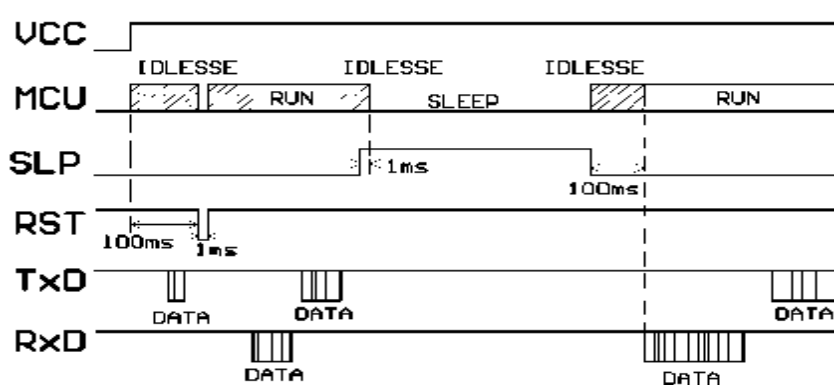 VCC
IDLESSE IDLESSE IDLESSE
MCU RUN SLEEP RUN
SLP 1ms
100ms
RST
100ms 1ms
TxD
DATA DATA DATA
RxD
DATA DATA